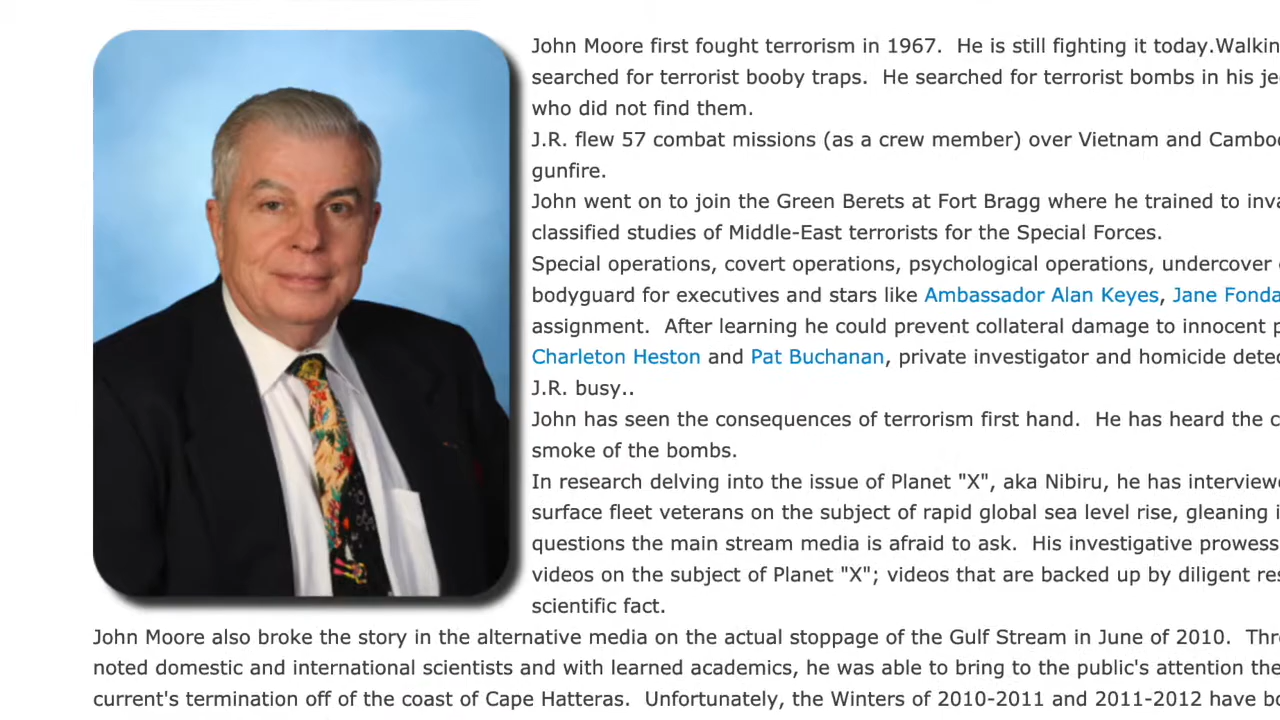 John Moore first fought terrorism in 1967.  He is still fighting it today.Walkin
searched for terrorist booby traps.  He searched for terrorist bombs in his je
who did not find them.
J.R. flew 57 combat missions (as a crew member) over Vietnam and Cambo
gunfire.
John went on to join the Green Berets at Fort Bragg where he trained to inva
classified studies of Middle-East terrorists for the Special Forces.
Special operations, covert operations, psychological operations, undercover
bodyguard for executives and stars like Ambassador Alan Keyes, Jane Fonda
assignment.  After learning he could prevent collateral damage to innocent p
Charleton Heston and Pat Buchanan, private investigator and homicide dete
J.R. busy..
John has seen the consequences of terrorism first hand.  He has heard the c
smoke of the bombs.
In research delving into the issue of Planet "X", aka Nibiru, he has interviewe
surface fleet veterans on the subject of rapid global sea level rise, gleaning i
questions the main stream media is afraid to ask.  His investigative prowess
videos on the subject of Planet "X"; videos that are backed up by diligent res
scientific fact.
John Moore also broke the story in the alternative media on the actual stoppage of the Gulf Stream in June of 2010.  Thr
noted domestic and international scientists and with learned academics, he was able to bring to the public's attention the
current's termination off of the coast of Cape Hatteras.  Unfortunately, the Winters of 2010-2011 and 2011-2012 have bo